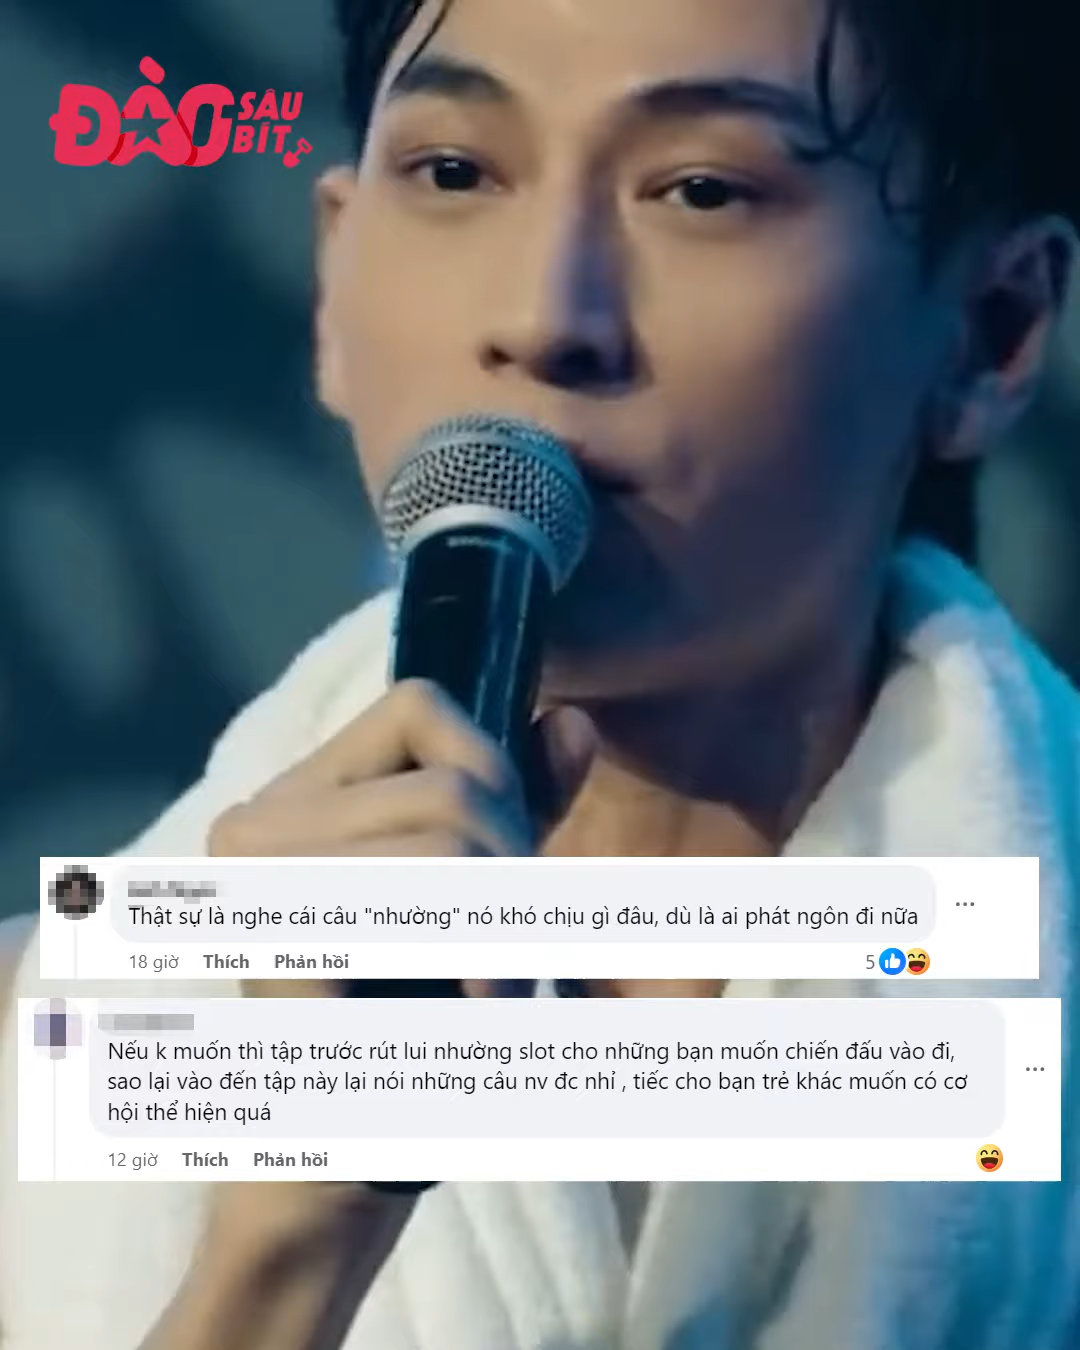 ĐÀO SÂU BÍT
Thật sự là nghe cái câu "nhường" nó khó chịu gì đâu, dù là ai phát ngôn đi nữa
18 giờ Thích Phản hồi 5
Nếu k muốn thì tập trước rút lui nhường slot cho những bạn muốn chiến đấu vào đi,
sao lại vào đến tập này lại nói những câu nv đc nhỉ , tiếc cho bạn trẻ khác muốn có cơ
hội thể hiện quá
12 giờ Thích Phản hồi